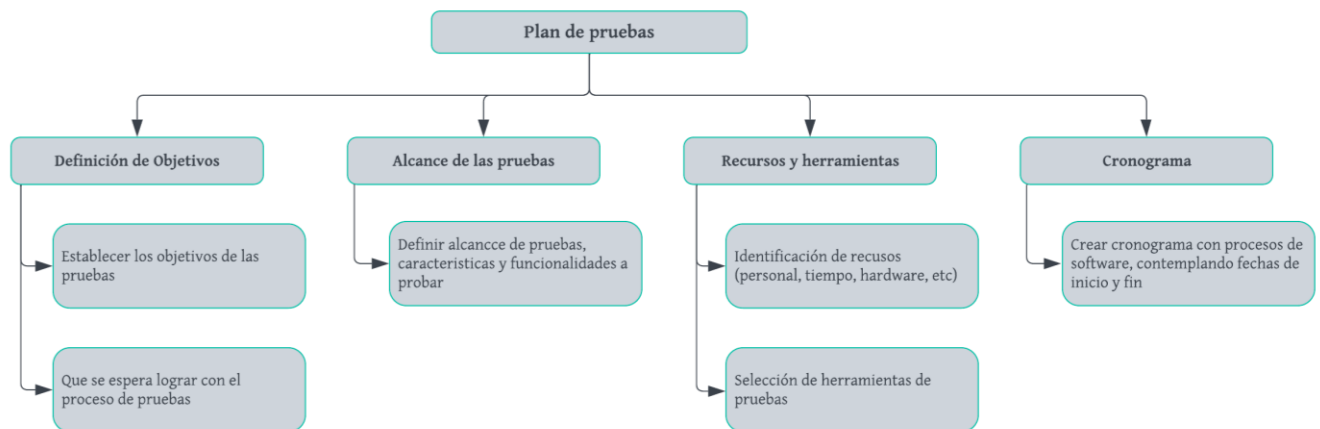 Plan de pruebas
Definición de Objetivos
Alcance de las pruebas
Recursos y herramientas
Cronograma
Establecer los objetivos de las
pruebas
Definir alcancce de pruebas,
caracteristicas y funcionalidades a
probar
Identificación de recusos
(personal, tiempo, hardware, etc)
Crear cronograma con procesos de
software, contemplando fechas de
inicio y fin
Que se espera lograr con el
proceso de pruebas
Selección de herramientas de
pruebas